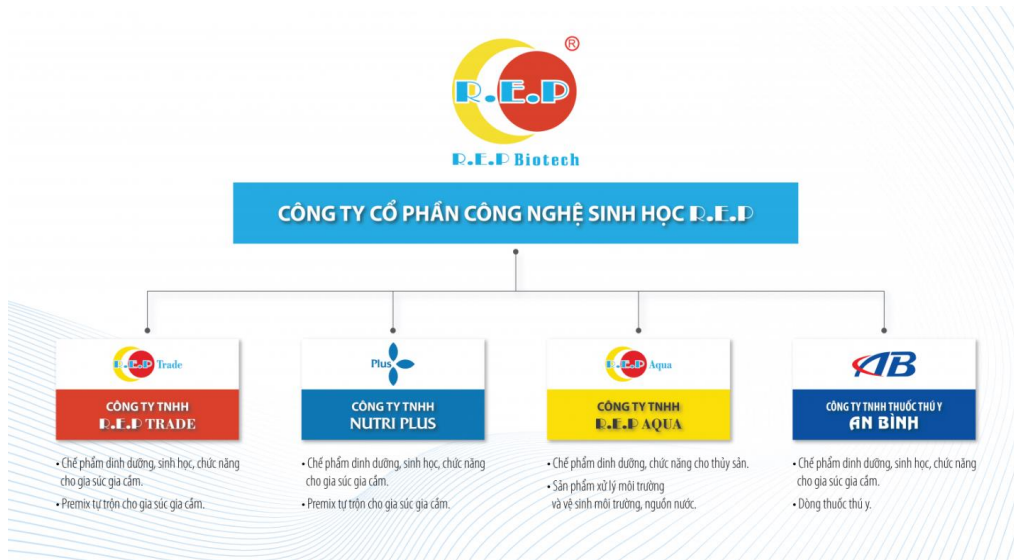 ®
R.E.P
R.E.P Biotech
CÔNG TY CỔ PHẦN CÔNG NGHỆ SINH HỌC R.E.P
R.E.P Trade
CÔNG TY TNHH
R.E.P TRADE
• Chế phẩm dinh dưỡng, sinh học, chức năng
cho gia súc gia cầm.
• Premix tự trộn cho gia súc gia cầm.
Plus
CÔNG TY TNHH
NUTRI PLUS
• Chế phẩm dinh dưỡng, sinh học, chức năng
cho gia súc gia cầm.
• Premix tự trộn cho gia súc gia cầm.
R.E.P Aqua
CÔNG TY TNHH
R.E.P AQUA
• Chế phẩm dinh dưỡng, chức năng cho thủy sản.
• Sản phẩm xử lý môi trường
và vệ sinh môi trường, nguồn nước.
AB
CÔNG TY TNHH THUỐC THÚ Y
AN BÌNH
• Chế phẩm dinh dưỡng, sinh học, chức năng
cho gia súc gia cầm.
• Dòng thuốc thú y.